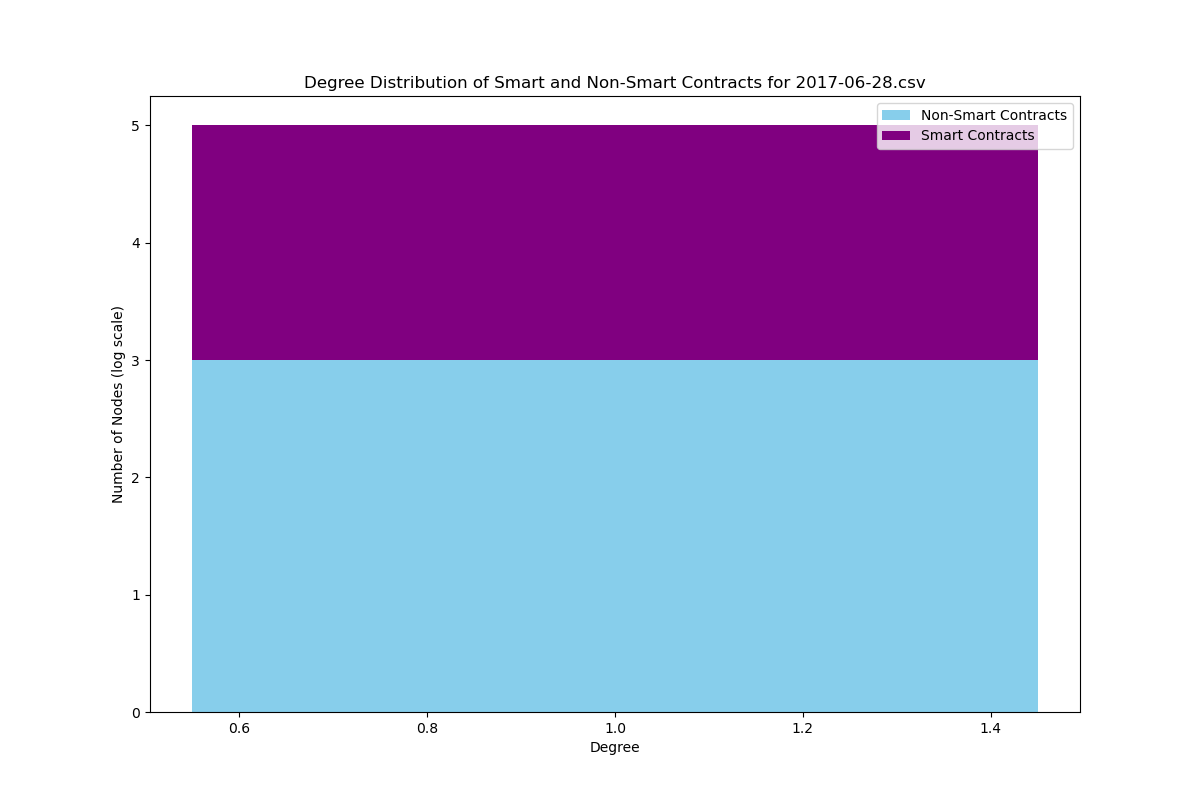 Degree Distribution of Smart and Non-Smart Contracts for 2017-06-28.csv
Non-Smart Contracts
Smart Contracts
Number of Nodes (log scale)
5
4
3
2
1
0
0.6 0.8 1.0 1.2 1.4
Degree